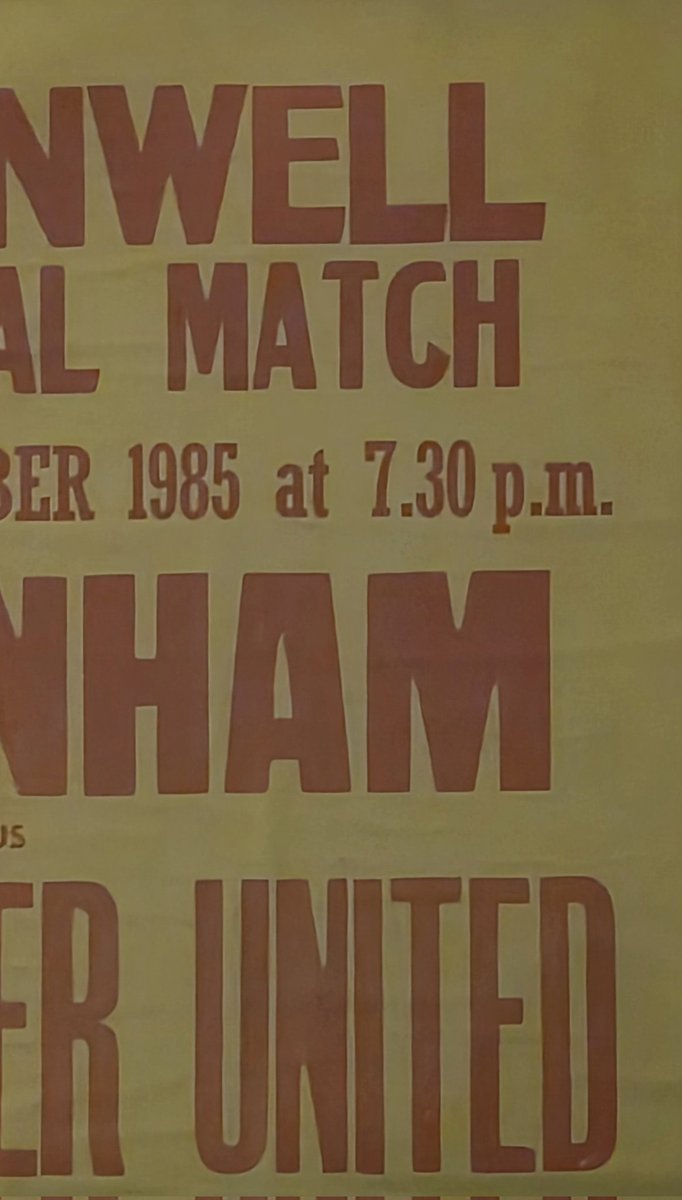 NWELL
AL MATCH
BER 1985 at 7.30 p.m.
NHAM
US
ER UNITED